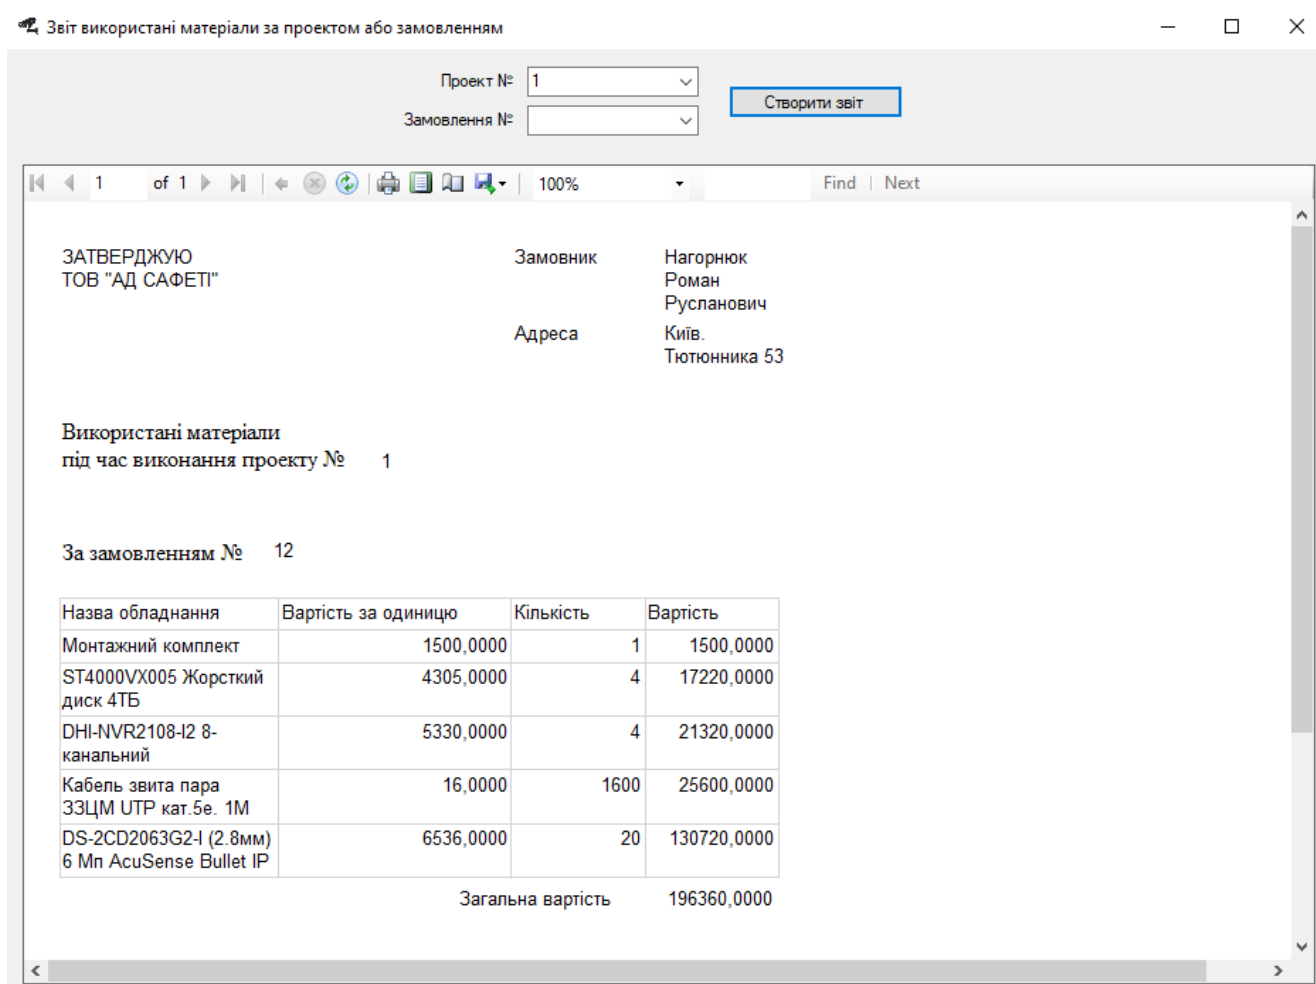 Звіт використані матеріали за проектом або замовленням
Проект № 1
Замовлення №
Створити звіт
1 of 1 100% Find | Next
ЗАТВЕРДЖУЮ
ТОВ "АД САФЕТІ"
Замовник
Нагорнюк
Роман
Русланович
Адреса
Київ.
Тютюнника 53
Використані матеріали
під час виконання проекту № 1
За замовленням № 12
Назва обладнання Вартість за одиницю Кількість Вартість
Монтажний комплект 1500,0000 1 1500,0000
ST4000VX005 Жорсткий 4305,0000 4 17220,0000
диск 4ТБ
DHI-NVR2108-I2 8- 5330,0000 4 21320,0000
канальний
Кабель звита пара 16,0000 1600 25600,0000
ЗЗЦМ UTP кат.5е. 1М
DS-2CD2063G2-I (2.8мм) 6536,0000 20 130720,0000
6 Мп AcuSense Bullet IP
Загальна вартість 196360,0000